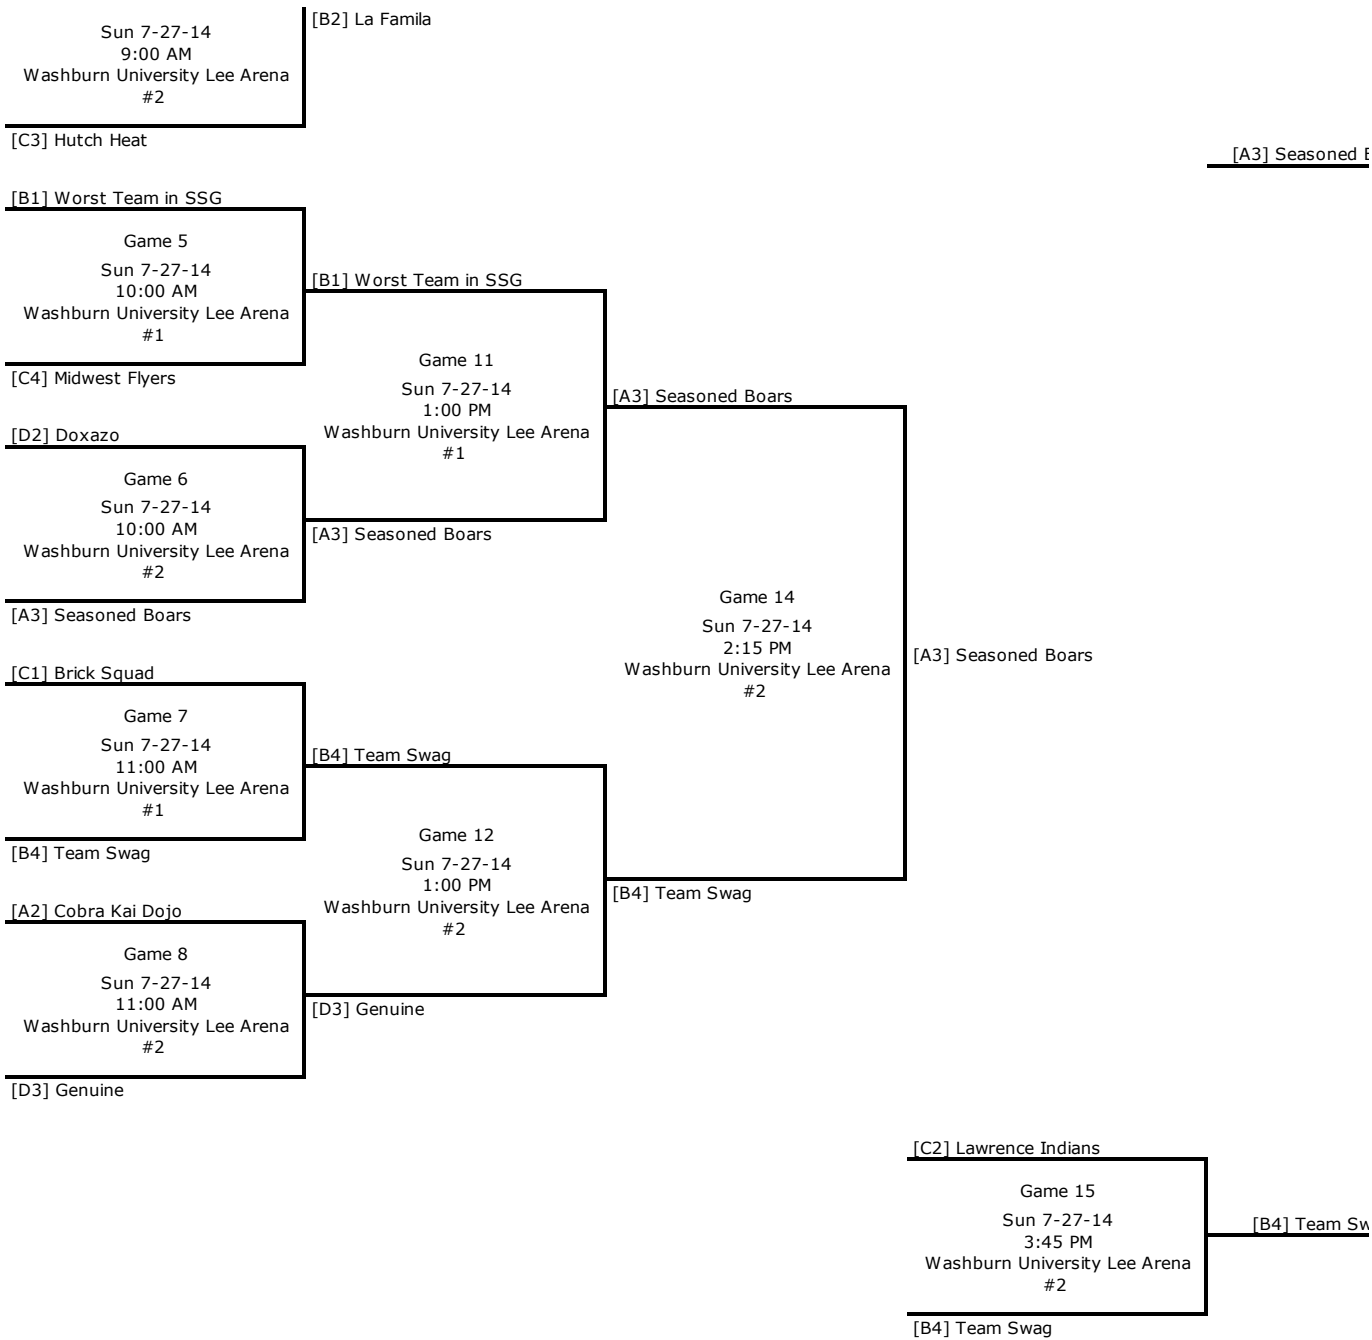 Sun 7-27-14
9:00 AM
Washburn University Lee Arena
#2
[B2] La Famila
[C3] Hutch Heat
[A3] Seasoned
[B1] Worst Team in SSG
Game 5
Sun 7-27-14
10:00 AM
Washburn University Lee Arena
#1
[C4] Midwest Flyers
[B1] Worst Team in SSG
Game 11
Sun 7-27-14
1:00 PM
Washburn University Lee Arena
#1
[A3] Seasoned Boars
[D2] Doxazo
Game 6
Sun 7-27-14
10:00 AM
Washburn University Lee Arena
#2
[A3] Seasoned Boars
[A3] Seasoned Boars
Game 14
Sun 7-27-14
2:15 PM
Washburn University Lee Arena
#2
[A3] Seasoned Boars
[C1] Brick Squad
Game 7
Sun 7-27-14
11:00 AM
Washburn University Lee Arena
#1
[B4] Team Swag
[B4] Team Swag
Game 12
Sun 7-27-14
1:00 PM
Washburn University Lee Arena
#2
[B4] Team Swag
[A2] Cobra Kai Dojo
Game 8
Sun 7-27-14
11:00 AM
Washburn University Lee Arena
#2
[D3] Genuine
[D3] Genuine
[C2] Lawrence Indians
Game 15
Sun 7-27-14
3:45 PM
Washburn University Lee Arena
#2
[B4] Team Swag
[B4] Team